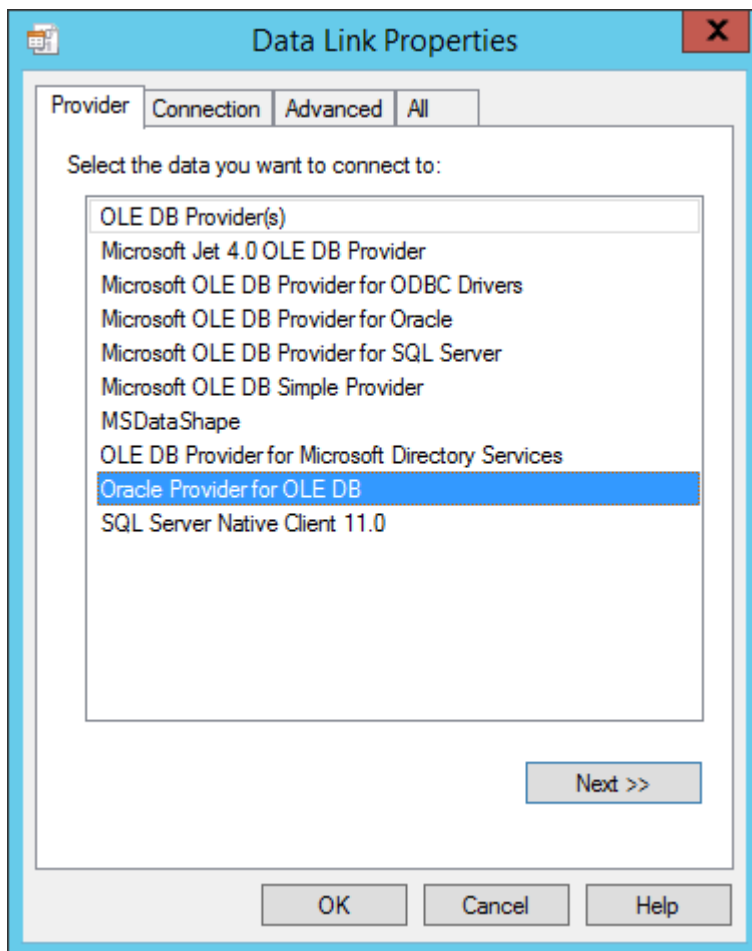 Data Link Properties
Provider Connection Advanced All
Select the data you want to connect to:
OLE DB Provider(s)
Microsoft Jet 4.0 OLE DB Provider
Microsoft OLE DB Provider for ODBC Drivers
Microsoft OLE DB Provider for Oracle
Microsoft OLE DB Provider for SQL Server
Microsoft OLE DB Simple Provider
MSDataShape
OLE DB Provider for Microsoft Directory Services
Oracle Provider for OLE DB
SQL Server Native Client 11.0
Next >>
OK Cancel Help